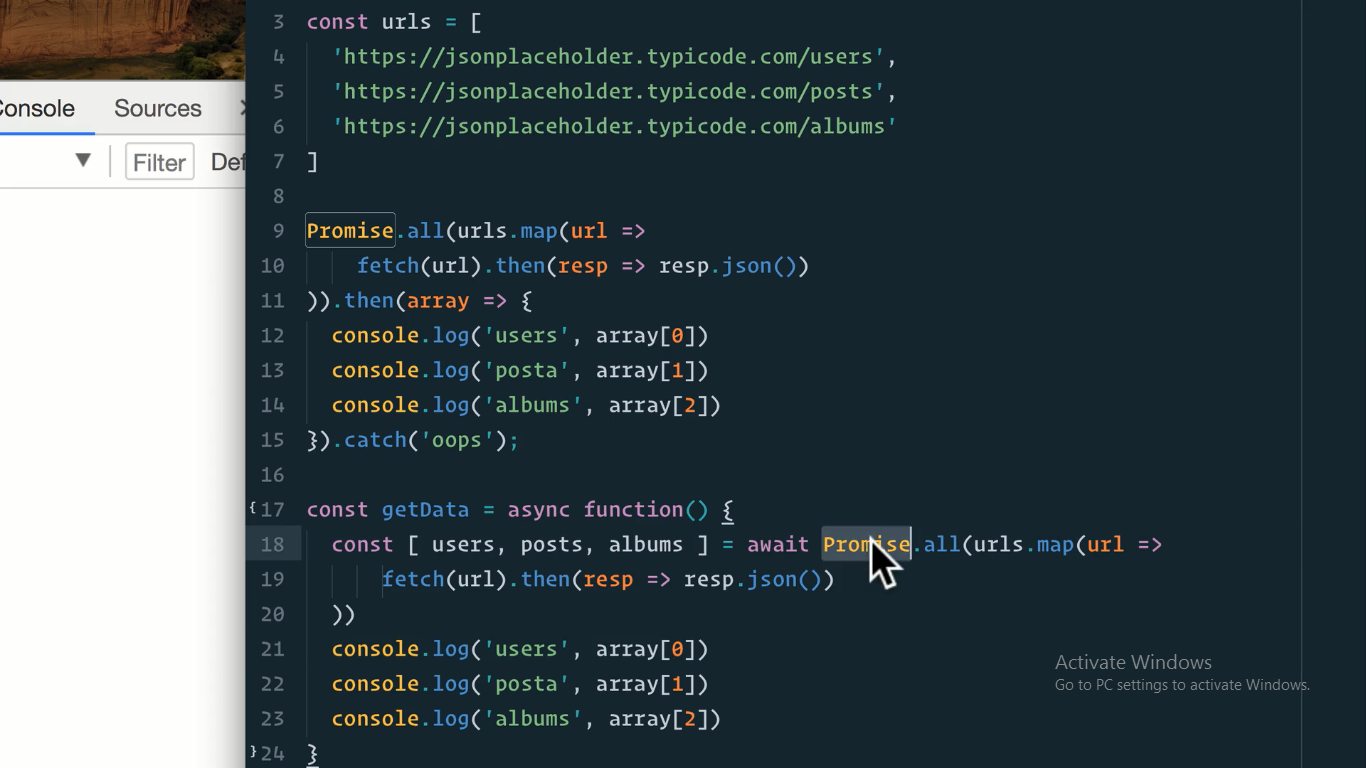 Console Sources
Filter Def
3 const urls = [
4 'https://jsonplaceholder.typicode.com/users',
5 'https://jsonplaceholder.typicode.com/posts',
6 'https://jsonplaceholder.typicode.com/albums'
7 ]
8
9 Promise.all(urls.map(url =>
10 fetch(url).then(resp => resp.json())
11 )).then(array => {
12 console.log('users', array[0])
13 console.log('posta', array[1])
14 console.log('albums', array[2])
15 }).catch('oops');
16
{17 const getData = async function() {
18 const [ users, posts, albums ] = await Promise.all(urls.map(url =>
19 fetch(url).then(resp => resp.json())
20 ))
21 console.log('users', array[0])
22 console.log('posta', array[1])
23 console.log('albums', array[2])
}24 }
Activate Windows
Go to PC settings to activate Windows.